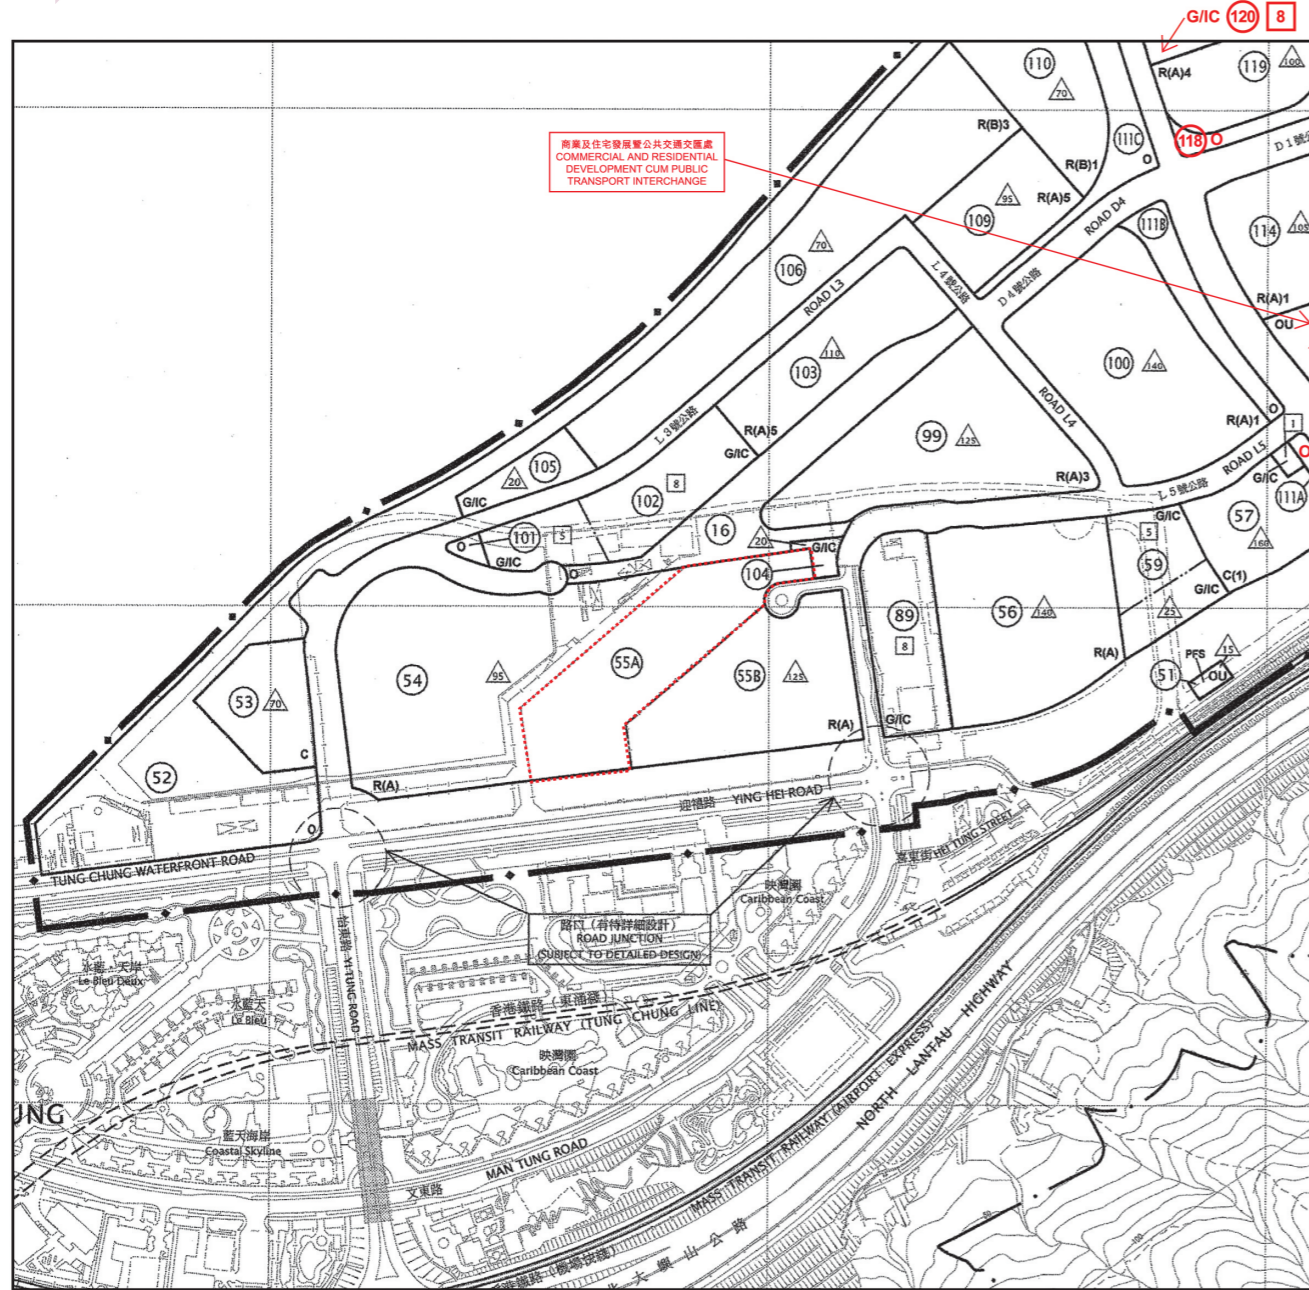 G/IC 120 8
110
70
119
100
R(A)4
R(B)3
111C
118 O
D 1 號公
商業及住宅發展暨公共交通交匯處
COMMERCIAL AND RESIDENTIAL
DEVELOPMENT CUM PUBLIC
TRANSPORT INTERCHANGE
R(B)1
O
95
R(A)5
109
ROAD D4
111B
114
105
70
106
L 4 號公路
D 4 號公路
ROAD L3
R(A)1
OU
110
103
100
140
ROAD L4
L 3 號公路
R(A)5
G/IC
99
125
R(A)1
O
1
105
20
G/IC
102
8
R(A)3
ROAD L5
L 5 號公路
G/IC
O
111A
101
5
O
G/IC
O
16
20
G/IC
104
G/IC
5
57
160
59
C(1)
G/IC
25
89
8
56
140
R(A)
55A
55B
125
54
95
53
70
C
52
R(A)
R(A)
G/IC
51
PFS
15
OU
O
迎禧路 YING HEI ROAD
TUNG CHUNG WATERFRONT ROAD
喜東街 HEI TUNG STREET
映灣園
Caribbean Coast
路口 (有待詳細設計)
ROAD JUNCTION
(SUBJECT TO DETAILED DESIGN)
水藍・天岸
Le Bleu Deux
水藍天
Le Bleu
怡東路 YI TUNG ROAD
香港鐵路 (東涌綫)
MASS TRANSIT RAILWAY (TUNG CHUNG LINE)
映灣園
Caribbean Coast
UNG
藍天海岸
Coastal Skyline
MAN TUNG ROAD
文東路
MASS TRANSIT RAILWAY (AIRPORT EXPRESS)
NORTH LANTAU HIGHWAY
香港鐵路 (機場快綫)
北大嶼山公路